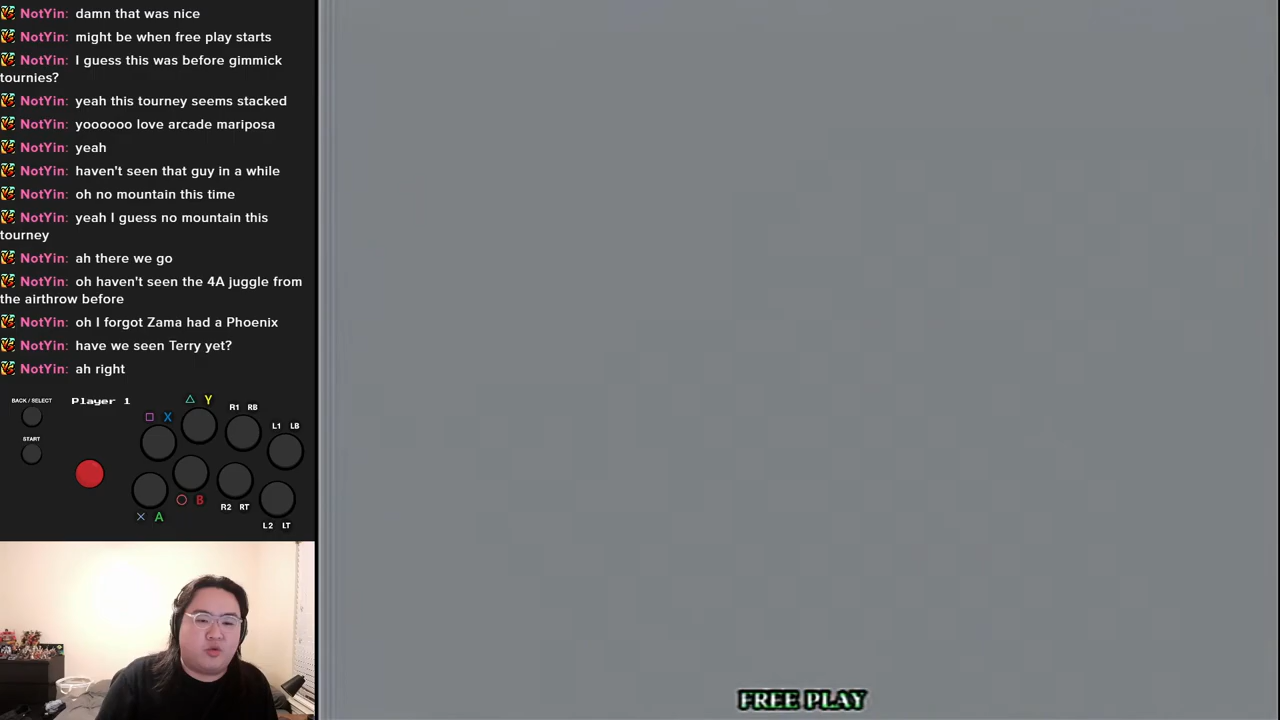 NotYin: damn that was nice
NotYin: might be when free play starts
NotYin: I guess this was before gimmick
tournies?
NotYin: yeah this tourney seems stacked
NotYin: yoooooo love arcade mariposa
NotYin: yeah
NotYin: haven't seen that guy in a while
NotYin: oh no mountain this time
NotYin: yeah I guess no mountain this
tourney
NotYin: ah there we go
NotYin: oh haven't seen the 4A juggle from
the airthrow before
NotYin: oh I forgot Zama had a Phoenix
NotYin: have we seen Terry yet?
NotYin: ah right
BACK / SELECT
Player 1
START
X
Y
R1 RB
L1 LB
A
B
R2 RT
L2 LT
FREE PLAY